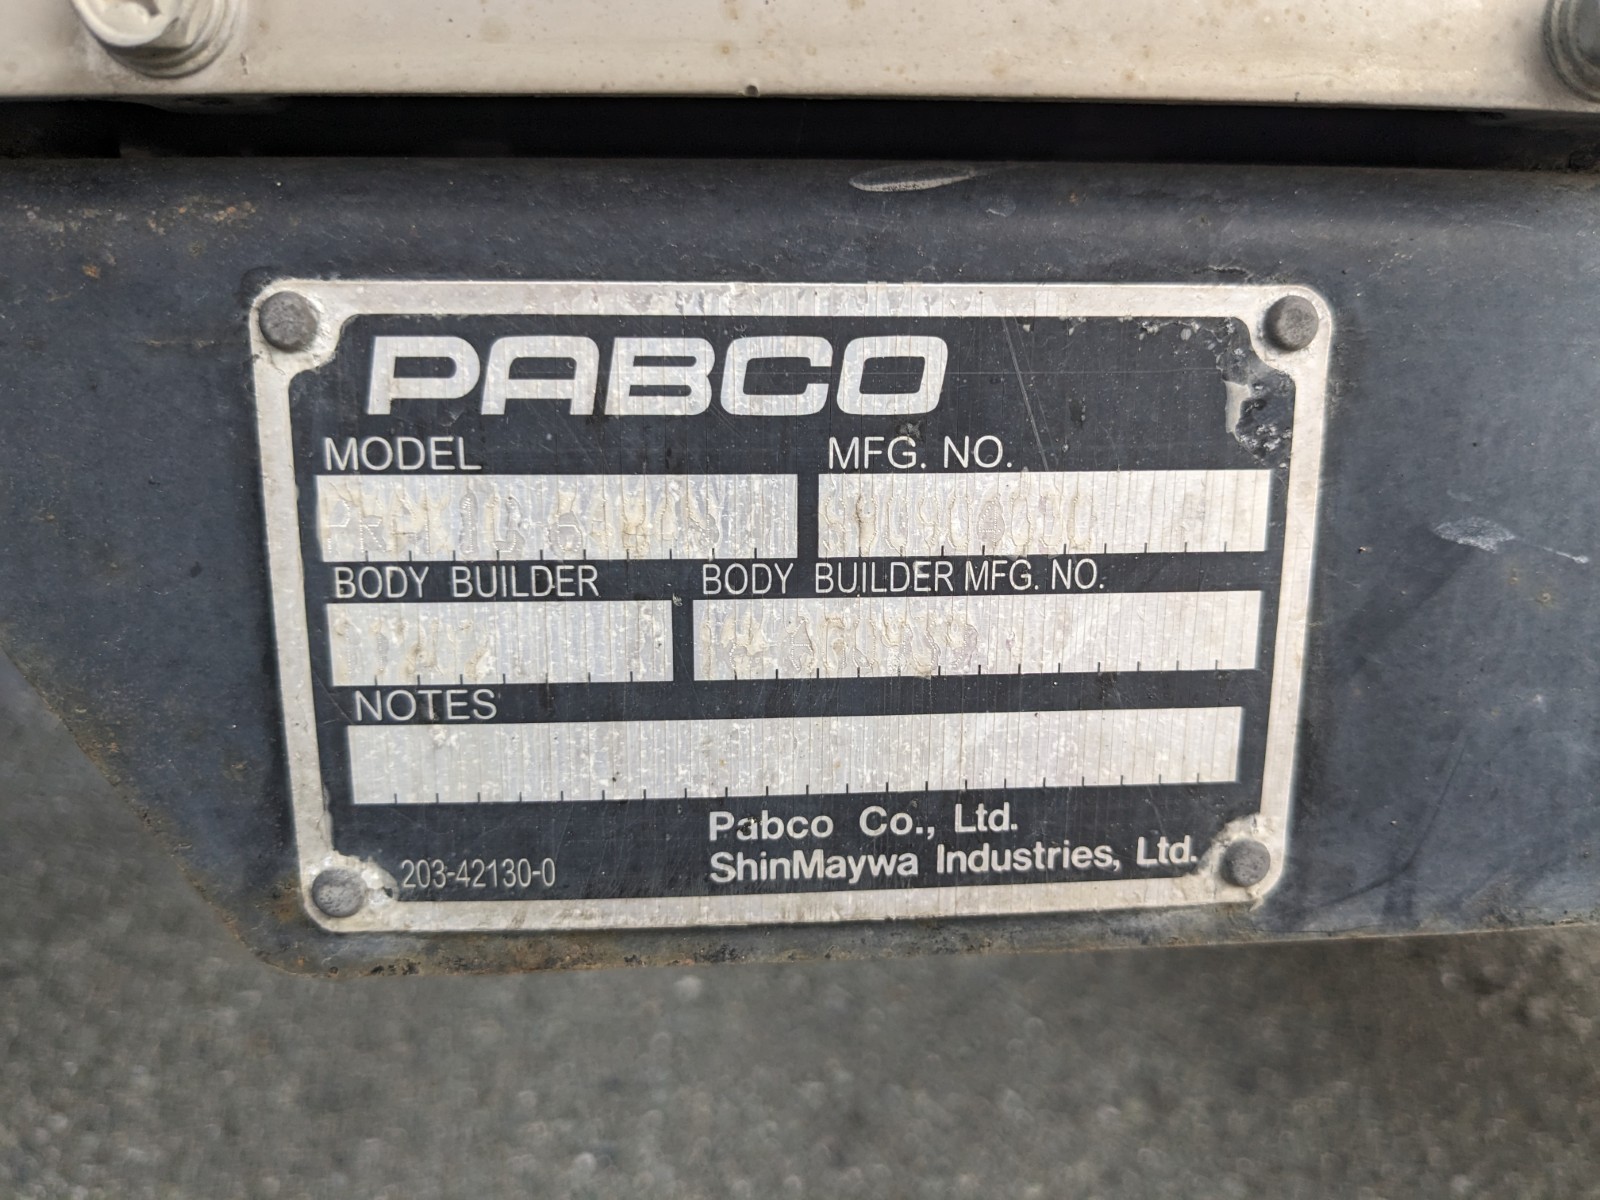 PABCO
MODEL MFG. NO.
BODY BUILDER BODY BUILDER MFG. NO.
NOTES
Pabco Co., Ltd.
203-42130-0 ShinMaywa Industries, Ltd.